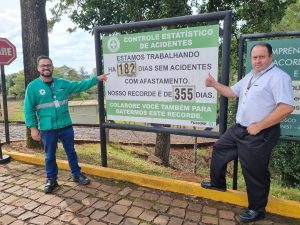 PARE
CONTROLE ESTATÍSTICO
DE ACIDENTES
ESTAMOS TRABALHANDO
HÁ 182 DIAS SEM ACIDENTES
COM AFASTAMENTO.
NOSSO RECORDE É DE 355 DIAS.
COLABORE VOCÊ TAMBÉM PARA
BATERMOS ESTE RECORDE.